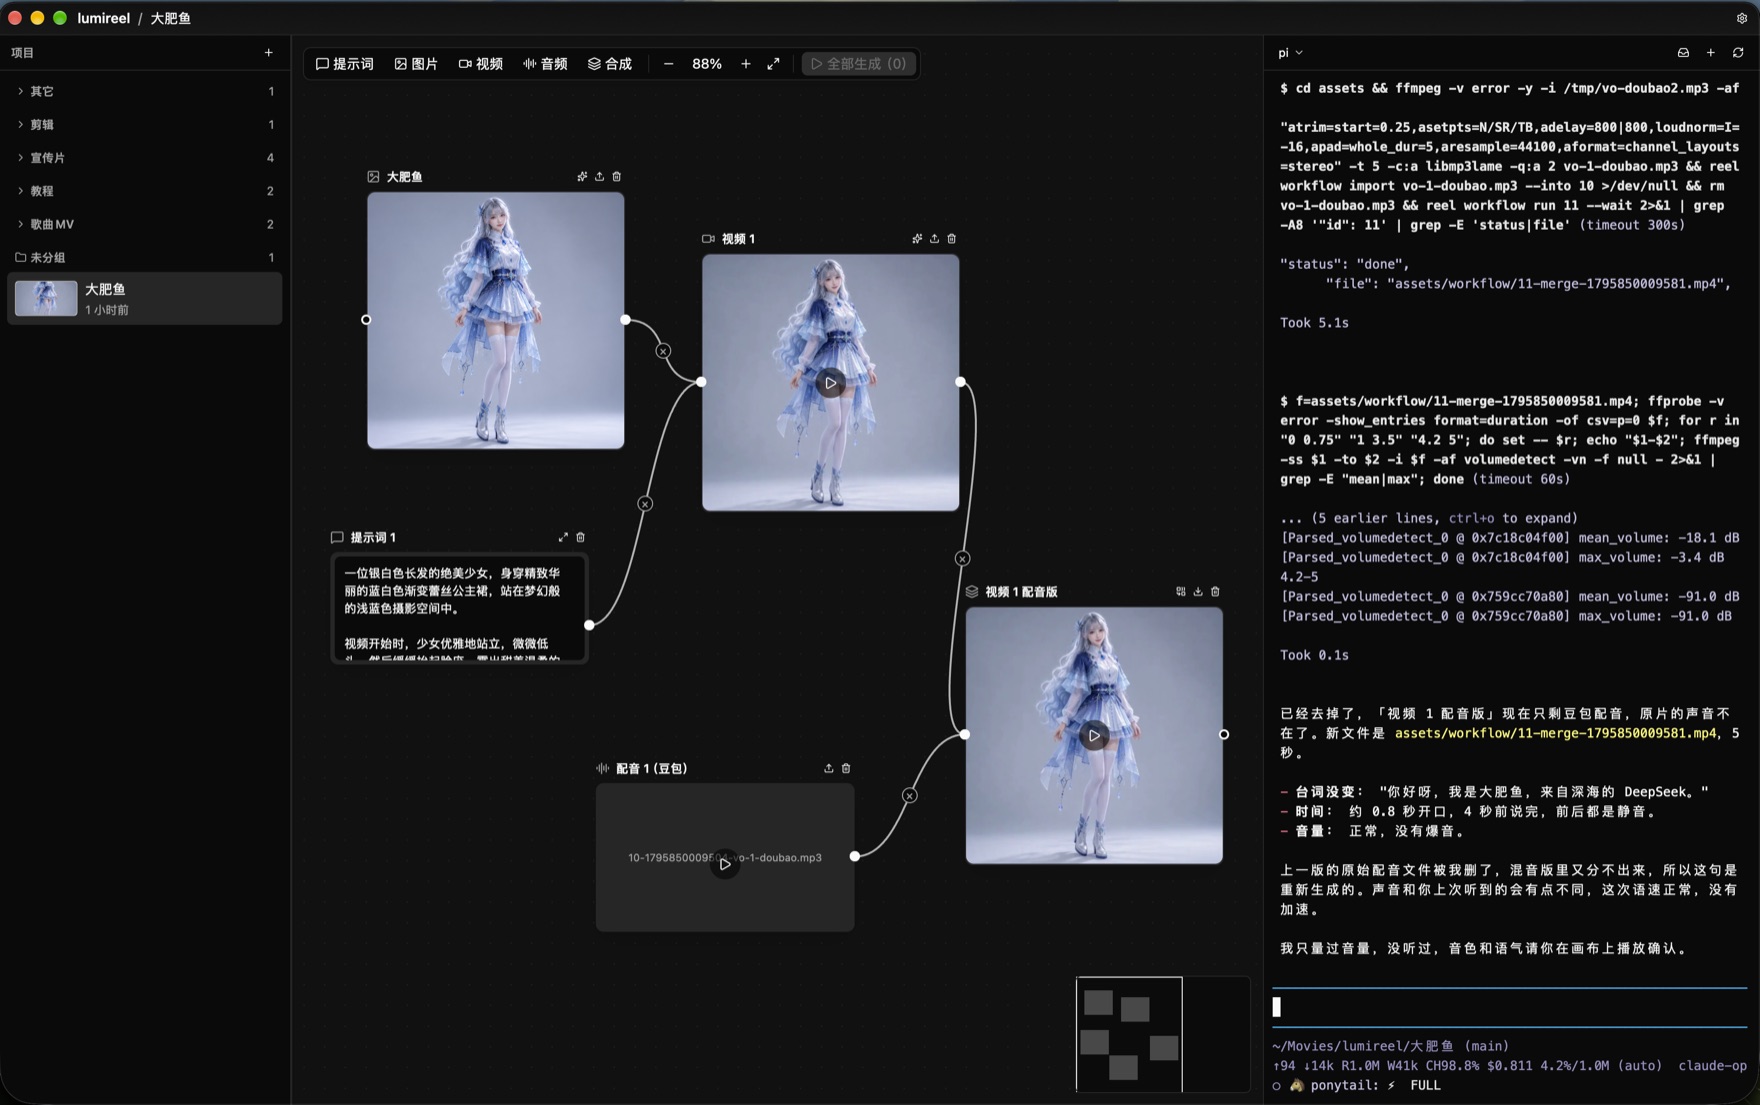 lumireel / 大肥鱼
项目
其它 1
剪辑 1
宣传片 4
教程 2
歌曲 MV 2
未分组 1
大肥鱼
1 小时前
提示词 图片 视频 音频 合成 88% 全部生成 (0)
大肥鱼
视频 1
提示词 1
一位银白色长发的绝美少女，身穿精致华
丽的蓝白色渐变蕾丝公主裙，站在梦幻般
的浅蓝色摄影空间中。
视频开始时，少女优雅地站立，微微低
视频 1 配音版
配音 1 (豆包)
pi
$ cd assets && ffmpeg -v error -y -i /tmp/vo-doubao2.mp3 -af
"atrim=start=0.25,asetpts=N/SR/TB,adelay=800|800,loudnorm=I=
-16,apad=whole_dur=5,aresample=44100,aformat=channel_layouts
=stereo" -t 5 -c:a libmp3lame -q:a 2 vo-1-doubao.mp3 && reel
workflow import vo-1-doubao.mp3 --into 10 >/dev/null && rm
vo-1-doubao.mp3 && reel workflow run 11 --wait 2>&1 | grep
-A8 '"id": 11' | grep -E 'status|file' (timeout 300s)
"status": "done",
"file": "assets/workflow/11-merge-1795850009581.mp4",
Took 5.1s
$ f=assets/workflow/11-merge-1795850009581.mp4; ffprobe -v
error -show_entries format=duration -of csv=p=0 $f; for r in
"0 0.75" "1 3.5" "4.2 5"; do set -- $r; echo "$1-$2"; ffmpeg
-ss $1 -to $2 -i $f -af volumedetect -vn -f null - 2>&1 |
grep -E "mean|max"; done (timeout 60s)
... (5 earlier lines, ctrl+o to expand)
[Parsed_volumedetect_0 @ 0x7c18c04f00] mean_volume: -18.1 dB
[Parsed_volumedetect_0 @ 0x7c18c04f00] max_volume: -3.4 dB
4.2-5
[Parsed_volumedetect_0 @ 0x759cc70a80] mean_volume: -91.0 dB
[Parsed_volumedetect_0 @ 0x759cc70a80] max_volume: -91.0 dB
Took 0.1s
已经去掉了，「视频 1 配音版」现在只剩豆包配音，原片的声音不
在了。新文件是 assets/workflow/11-merge-1795850009581.mp4，5
秒。
- 台词没变： "你好呀，我是大肥鱼，来自深海的 DeepSeek。"
- 时间： 约 0.8 秒开口，4 秒前说完，前后都是静音。
- 音量： 正常，没有爆音。
上一版的原始配音文件被我删了，混音版里又分不出来，所以这句是
重新生成的。声音和你上次听到的会有点不同，这次语速正常，没有
加速。
我只量过音量，没听过，音色和语气请你在画布上播放确认。
~/Movies/lumireel/大肥鱼 (main)
↑94 ↓14k R1.0M W41k CH98.8% $0.811 4.2%/1.0M (auto) claude-op
ponytail: ⚡ FULL